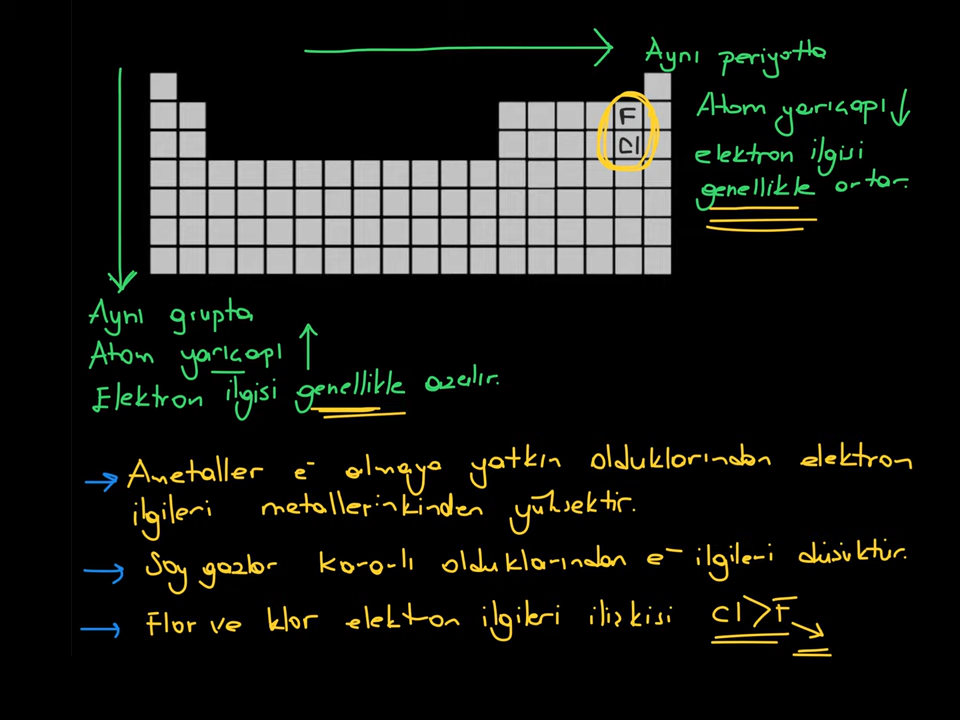 Aynı periyotta
Atom yarıçapı ↓
elektron ilgisi
genellikle artar.
F
Cl
Aynı grupta
Atom yarıçapı ↑
Elektron ilgisi genellikle azalır.
→ Ametaller e⁻ almaya yatkın olduklarından elektron
ilgileri metallerinkinden yüksektir.
→ Soy gazlar kararlı olduklarından e⁻ ilgileri düşüktür.
→ Flor ve klor elektron ilgileri ilişkisi Cl > F